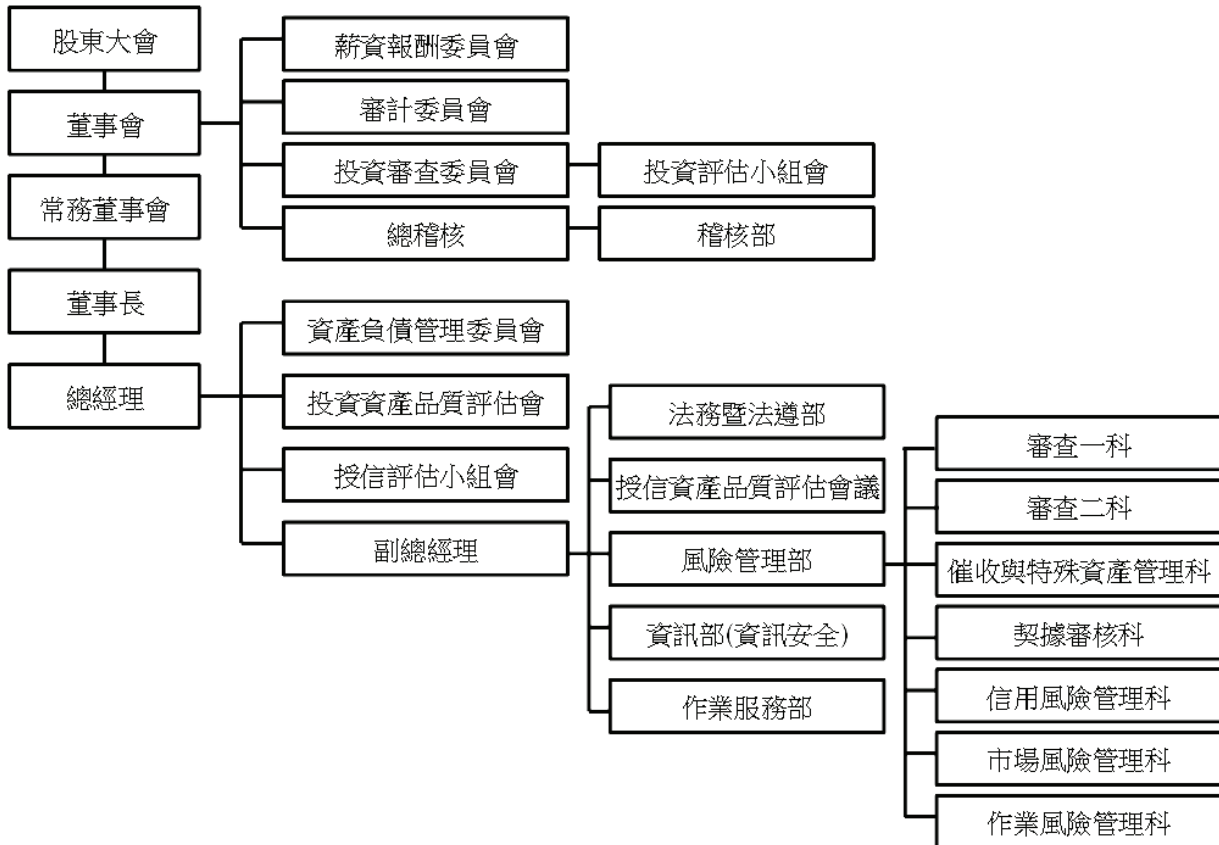 股東大會
董事會
常務董事會
董事長
總經理
薪資報酬委員會
審計委員會
投資審查委員會
投資評估小組會
總稽核
稽核部
資產負債管理委員會
投資資產品質評估會
授信評估小組會
副總經理
法務暨法遵部
授信資產品質評估會議
風險管理部
資訊部(資訊安全)
作業服務部
審查一科
審查二科
催收與特殊資產管理科
契據審核科
信用風險管理科
市場風險管理科
作業風險管理科